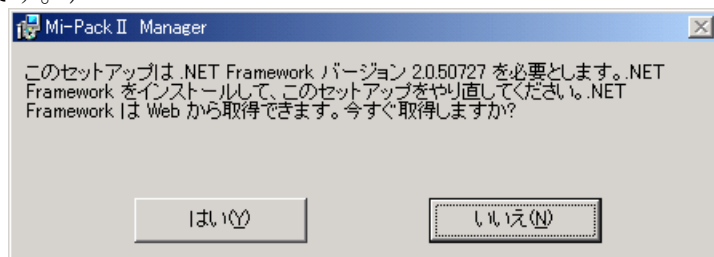 Mi-Pack Ⅱ Manager
このセットアップは .NET Framework バージョン 2.0.50727 を必要とします。.NET
Framework をインストールして、このセットアップをやり直してください。.NET
Framework は Web から取得できます。今すぐ取得しますか?
はい(Y)
いいえ(N)